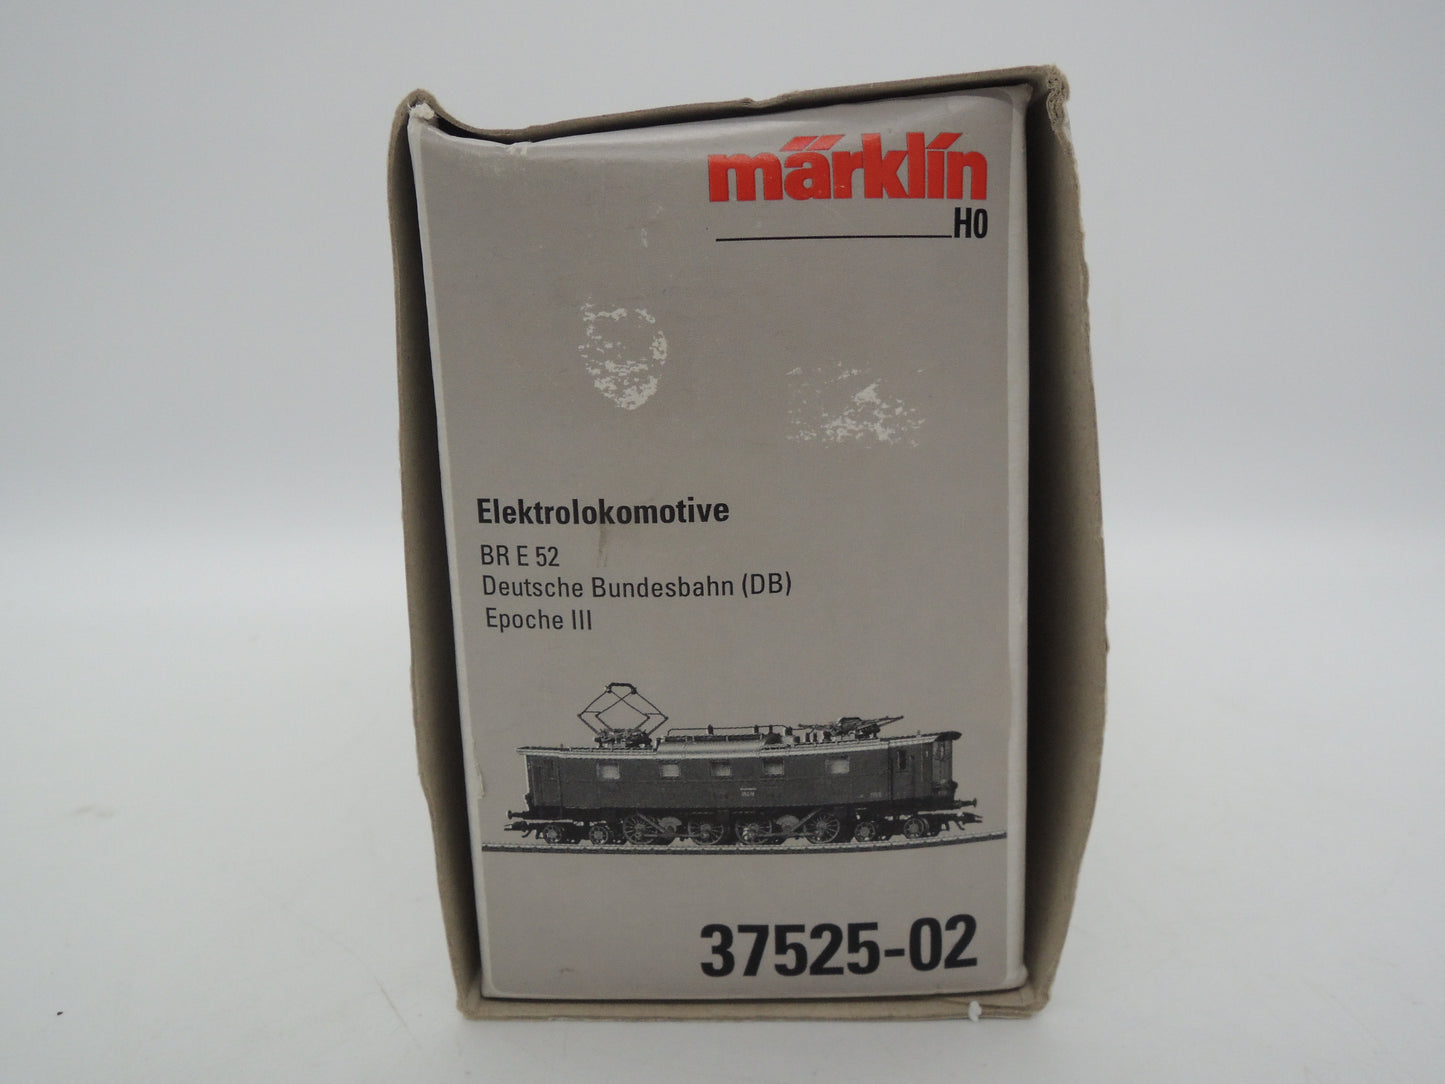 märklin
H0
Elektrolokomotive
BR E 52
Deutsche Bundesbahn (DB)
Epoche III
37525-02